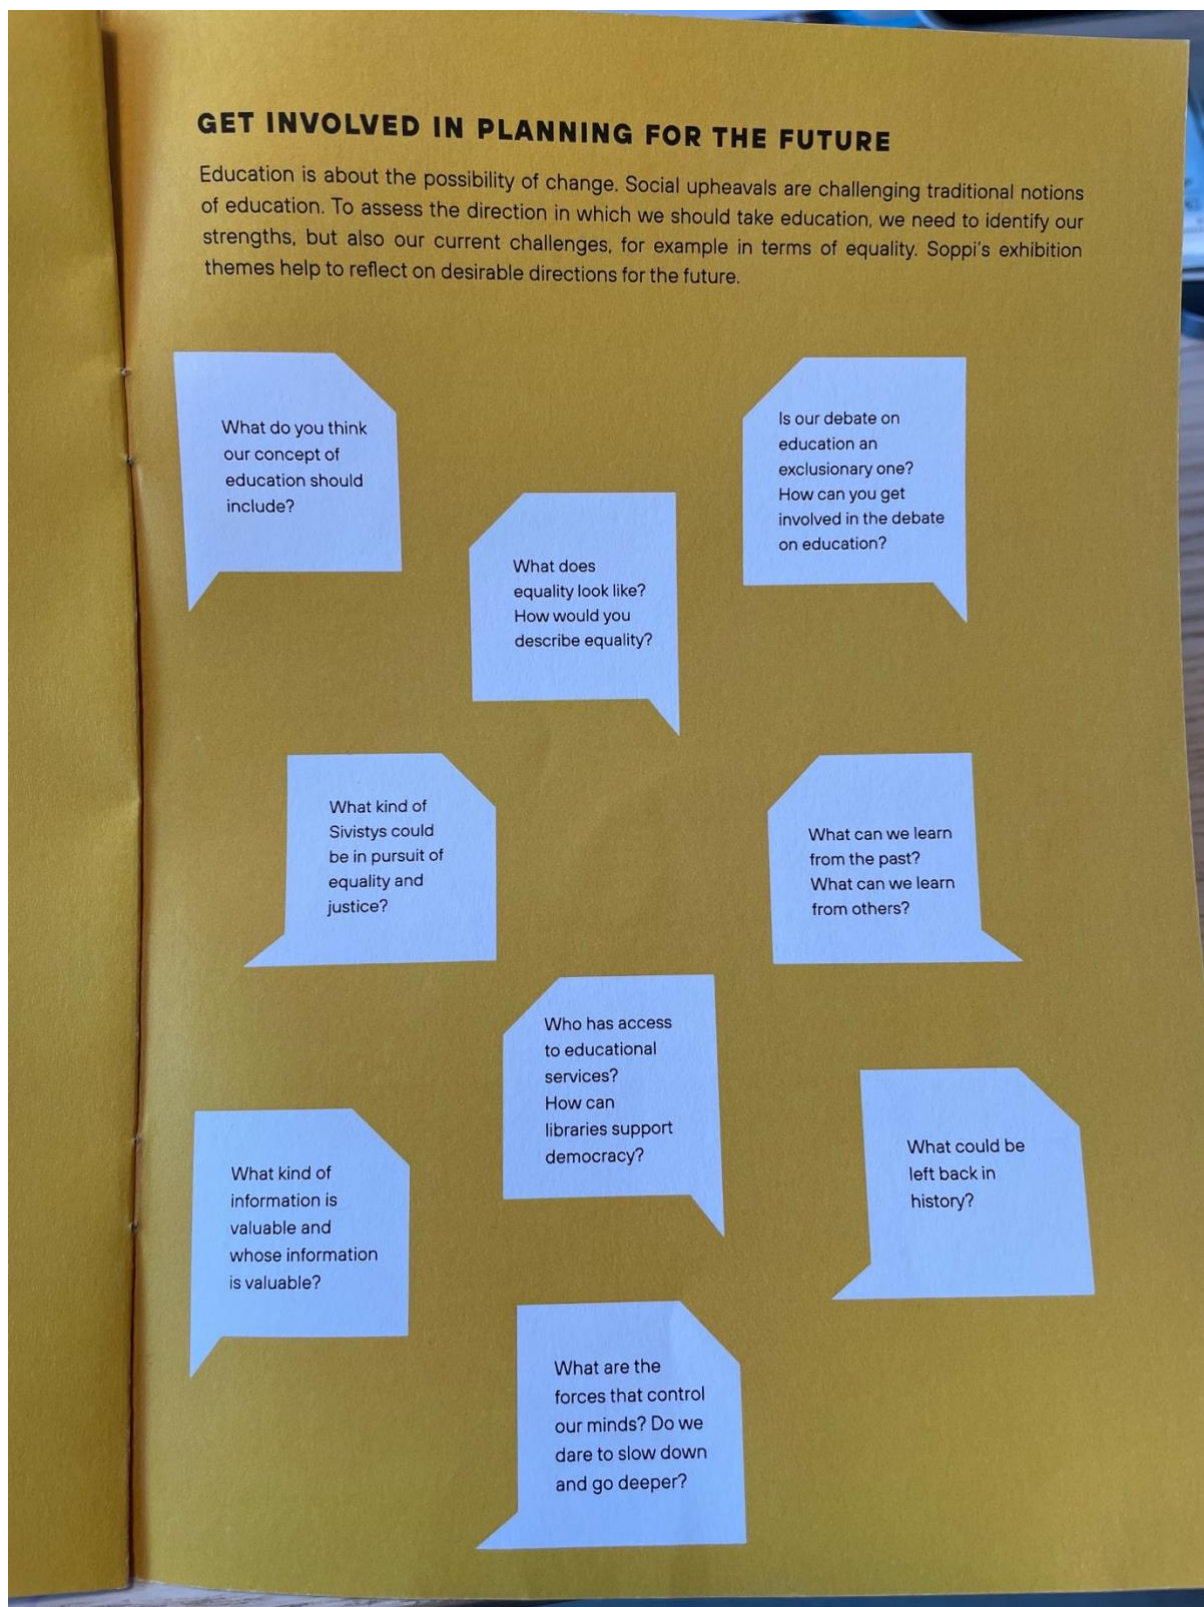 GET INVOLVED IN PLANNING FOR THE FUTURE
Education is about the possibility of change. Social upheavals are challenging traditional notions
of education. To assess the direction in which we should take education, we need to identify our
strengths, but also our current challenges, for example in terms of equality. Soppi's exhibition
themes help to reflect on desirable directions for the future.
What do you think
our concept of
education should
include?
Is our debate on
education an
exclusionary one?
How can you get
involved in the debate
on education?
What does
equality look like?
How would you
describe equality?
What kind of
Sivistys could
be in pursuit of
equality and
justice?
What can we learn
from the past?
What can we learn
from others?
Who has access
to educational
services?
How can
libraries support
democracy?
What could be
left back in
history?
What kind of
information is
valuable and
whose information
is valuable?
What are the
forces that control
our minds? Do we
dare to slow down
and go deeper?